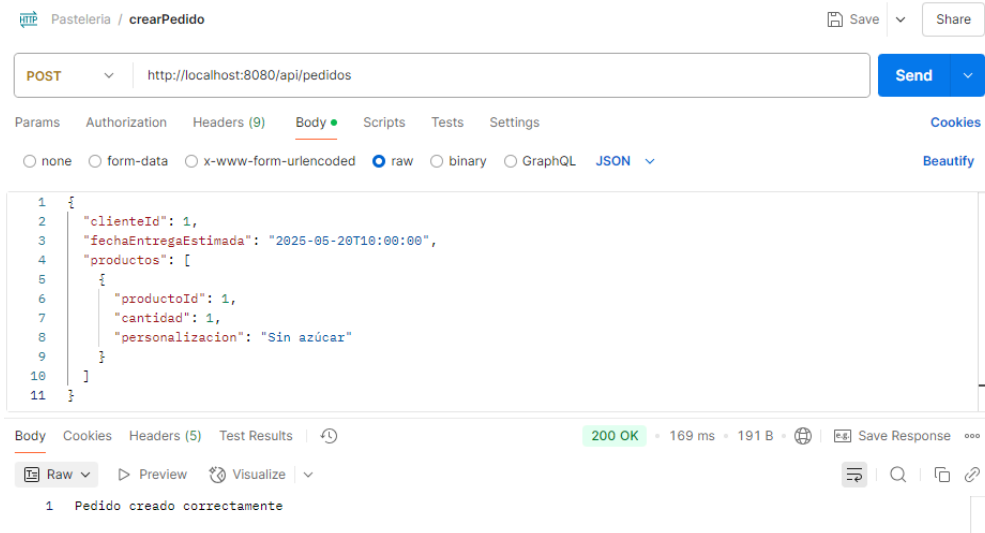 HTTP Pasteleria / crearPedido Save Share
POST http://localhost:8080/api/pedidos Send
Params Authorization Headers (9) Body Scripts Tests Settings Cookies
none form-data x-www-form-urlencoded raw binary GraphQL JSON Beautify
1 {
2 "clienteId": 1,
3 "fechaEntregaEstimada": "2025-05-20T10:00:00",
4 "productos": [
5 {
6 "productoId": 1,
7 "cantidad": 1,
8 "personalizacion": "Sin azúcar"
9 }
10 ]
11 }
Body Cookies Headers (5) Test Results 200 OK 169 ms 191 B e.g. Save Response
Raw Preview Visualize
1 Pedido creado correctamente